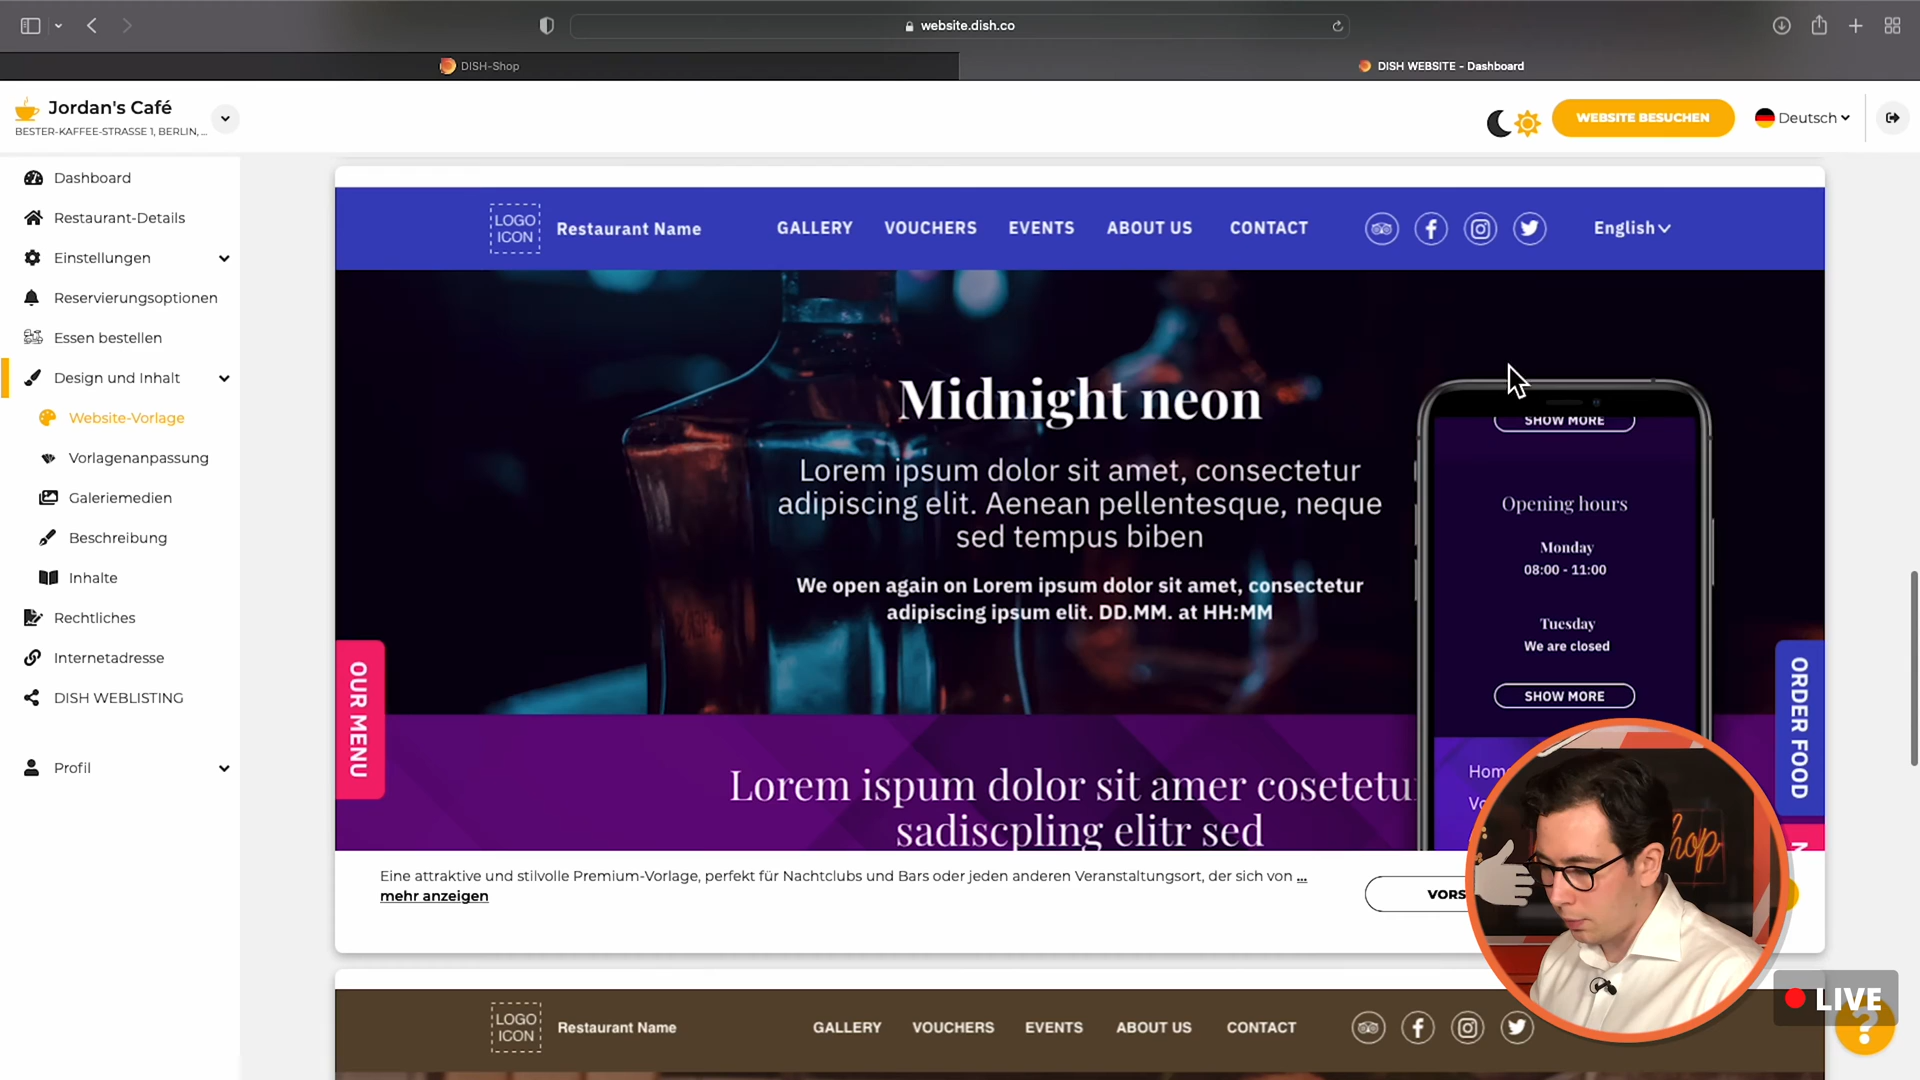 website.dish.co
DISH-Shop
DISH WEBSITE - Dashboard
Jordan's Café
BESTER-KAFFEE-STRASSE 1, BERLIN, ...
WEBSITE BESUCHEN
Deutsch
Dashboard
Restaurant-Details
Einstellungen
Reservierungsoptionen
Essen bestellen
Design und Inhalt
Website-Vorlage
Vorlagenanpassung
Galeriemedien
Beschreibung
Inhalte
Rechtliches
Internetadresse
DISH WEBLISTING
Profil
LOGO
ICON
Restaurant Name
GALLERY
VOUCHERS
EVENTS
ABOUT US
CONTACT
English
Midnight neon
Lorem ipsum dolor sit amet, consectetur
adipiscing elit. Aenean pellentesque, neque
sed tempus biben
We open again on Lorem ipsum dolor sit amet, consectetur
adipiscing ipsum elit. DD.MM. at HH:MM
OUR MENU
Lorem ispum dolor sit amer cosetetu
sadiscpling elitr sed
SHOW MORE
Opening hours
Monday
08:00 - 11:00
Tuesday
We are closed
SHOW MORE
Hom
ORDER FOOD
Eine attraktive und stilvolle Premium-Vorlage, perfekt für Nachtclubs und Bars oder jeden anderen Veranstaltungsort, der sich von ...
mehr anzeigen
VORS
hop
LIVE
?
LOGO
ICON
Restaurant Name
GALLERY
VOUCHERS
EVENTS
ABOUT US
CONTACT